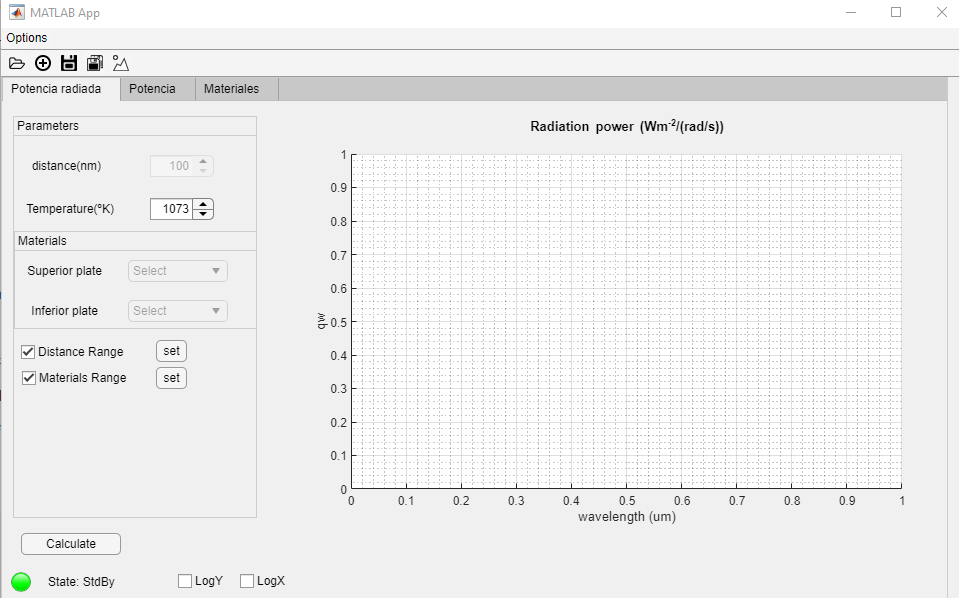 MATLAB App
Options
Potencia radiada
Potencia
Materiales
Parameters
distance(nm)
100
Temperature(ºK)
1073
Materials
Superior plate
Select
Inferior plate
Select
Distance Range
set
Materials Range
set
Calculate
State: StdBy
LogY
LogX
Radiation power (Wm-2/(rad/s))
1
0.9
0.8
0.7
0.6
0.5
0.4
0.3
0.2
0.1
0
qw
0 0.1 0.2 0.3 0.4 0.5 0.6 0.7 0.8 0.9 1
wavelength (um)